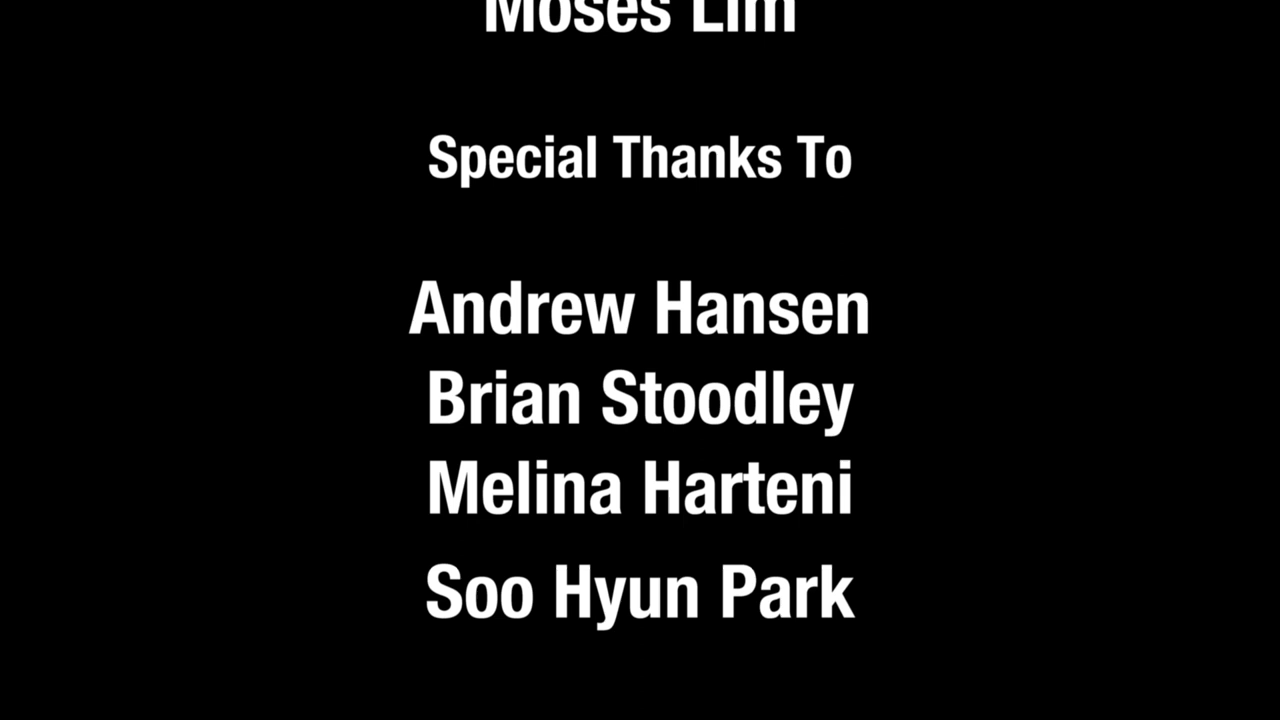 Moses Lim
Special Thanks To
Andrew Hansen
Brian Stoodley
Melina Harteni
Soo Hyun Park